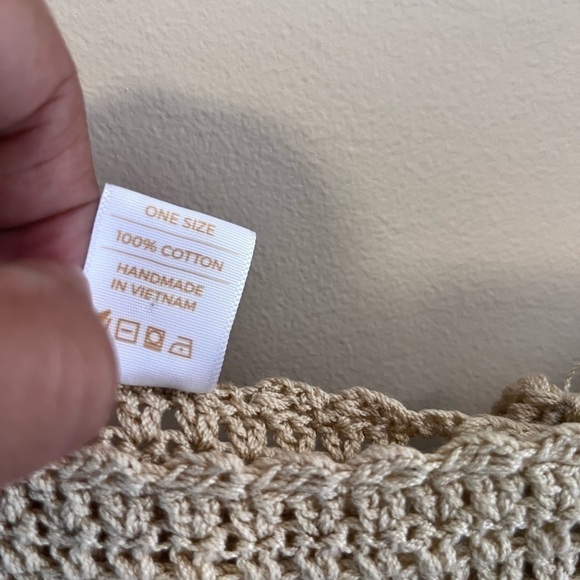 ONE SIZE
100% COTTON
HANDMADE
IN VIETNAM